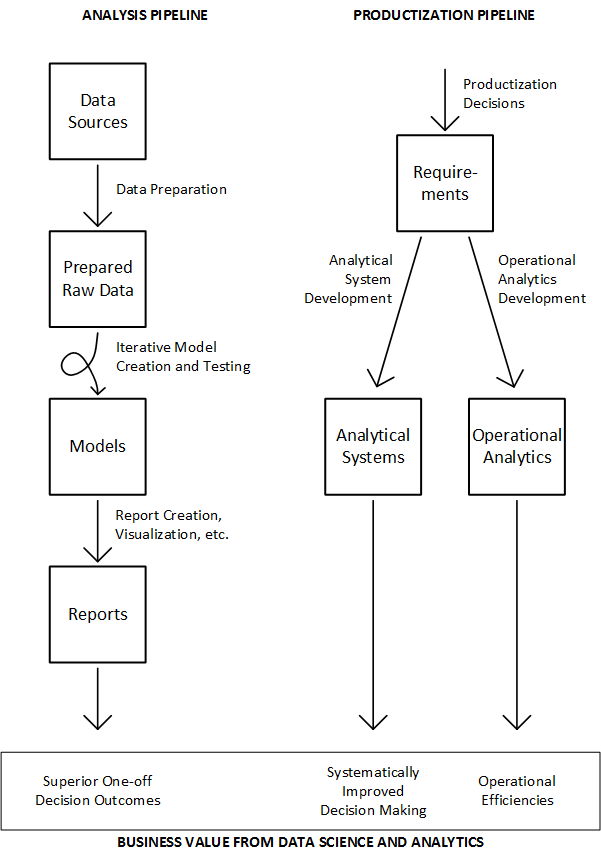 ANALYSIS PIPELINE
PRODUCTIZATION PIPELINE
Data
Sources
Data Preparation
Prepared
Raw Data
Iterative Model
Creation and Testing
Models
Report Creation,
Visualization, etc.
Reports
Productization
Decisions
Require-
ments
Analytical
System
Development
Operational
Analytics
Development
Analytical
Systems
Operational
Analytics
Superior One-off
Decision Outcomes
Systematically
Improved
Decision Making
Operational
Efficiencies
BUSINESS VALUE FROM DATA SCIENCE AND ANALYTICS